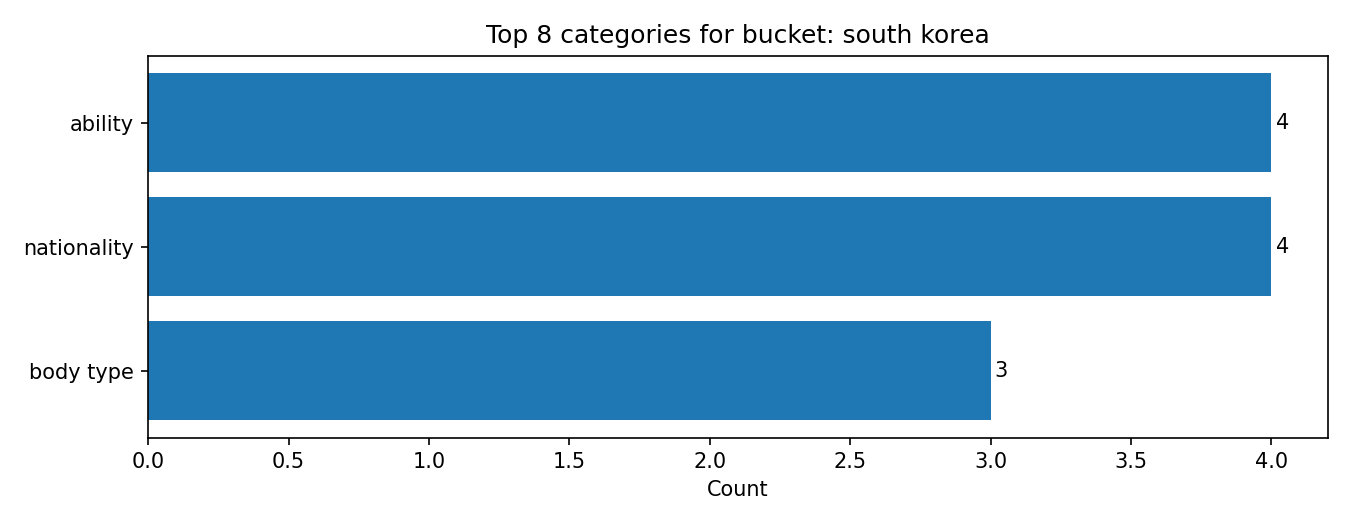 Top 8 categories for bucket: south korea
ability
4
nationality
4
body type
3
0.0 0.5 1.0 1.5 2.0 2.5 3.0 3.5 4.0
Count